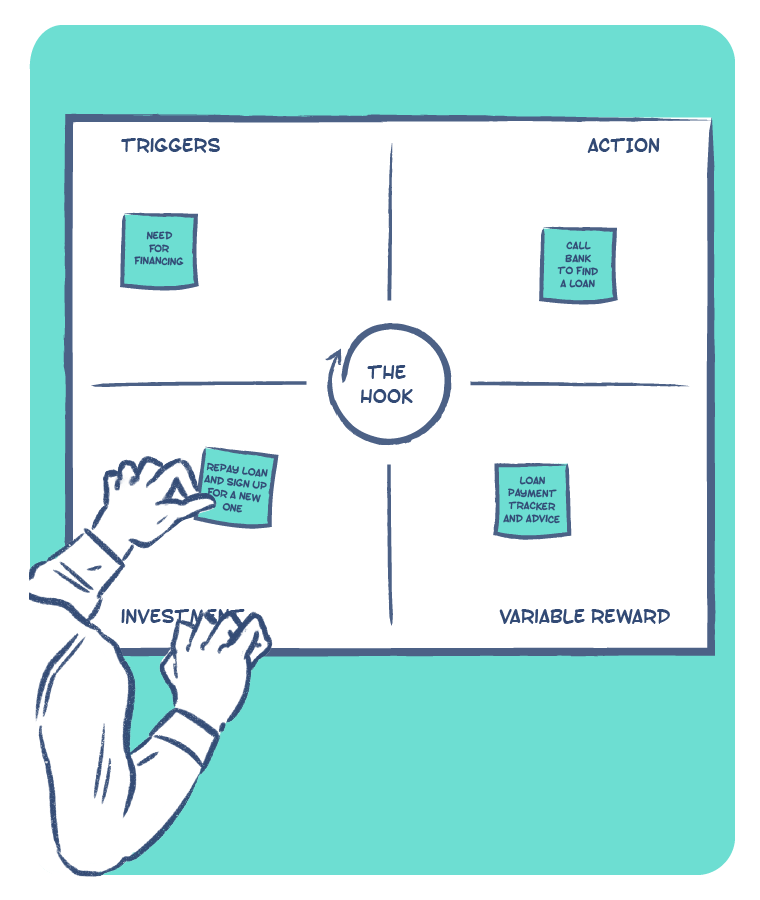 TRIGGERS
ACTION
NEED
FOR
FINANCING
CALL
BANK
TO FIND
A LOAN
THE
HOOK
REPAY LOAN
AND SIGN UP
FOR A NEW
ONE
LOAN
PAYMENT
TRACKER
AND ADVICE
INVESTMENT
VARIABLE REWARD